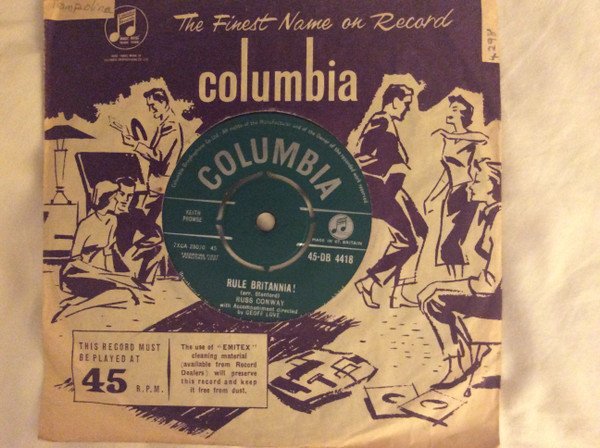 The Finest Name on Record
columbia
COLUMBIA
KEITH
PROWSE
45
MADE IN GT. BRITAIN
45-DB 4418
RULE BRITANNIA!
(arr. Stanford)
RUSS CONWAY
with Accompaniment directed
by GEOFF LOVE
THIS RECORD MUST
BE PLAYED AT
45 R.P.M.
The use of "EMITEX"
cleaning material
(available from Record
Dealers) will preserve
this record and keep
it free from dust.